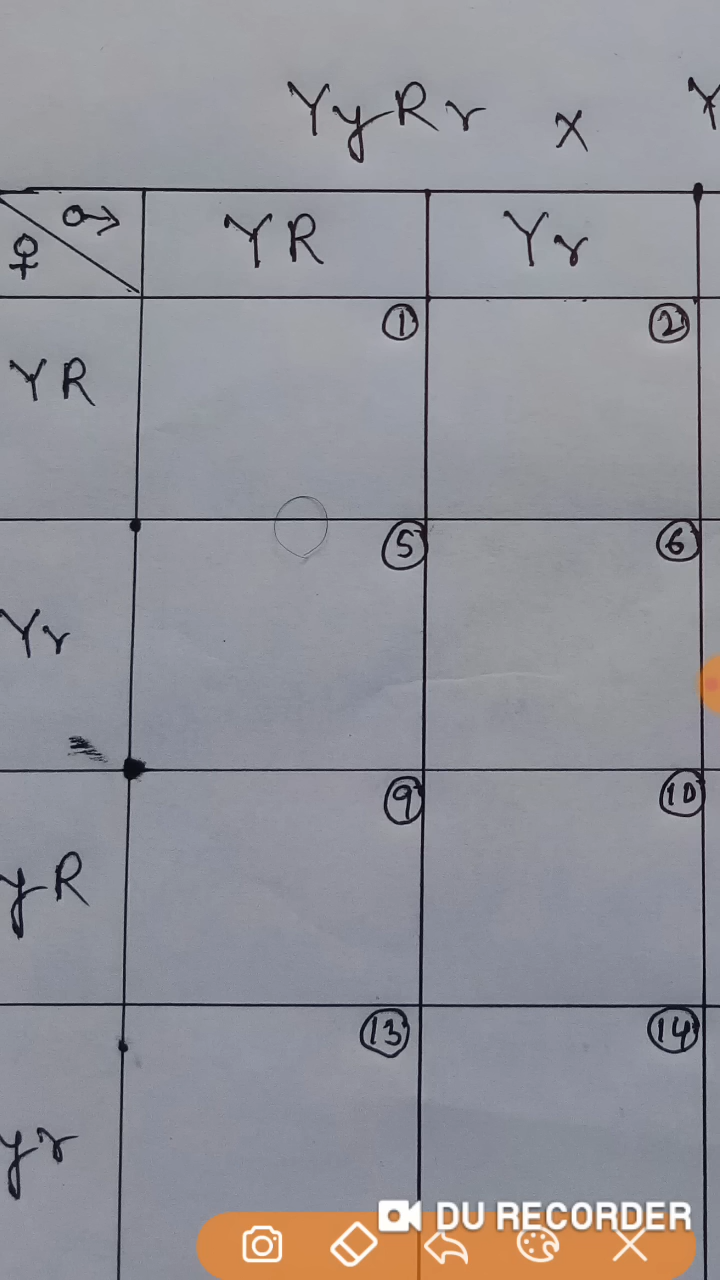 YyRr x Y
♂ YR Yr
♀
① ②
YR
⑤ ⑥
Yr
⑨ ⑩
yR
⑬ ⑭
yr
DU RECORDER